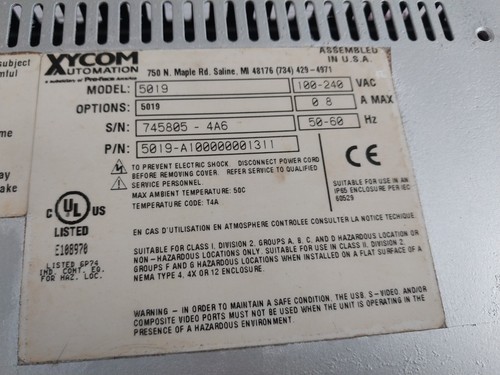 subject
mful
me
ay
ake
XYCOM
AUTOMATION
750 N. Maple Rd. Saline, MI 48176 (734) 429-4971
ASSEMBLED
IN U.S.A.
MODEL: 5019 100-240 VAC
OPTIONS: 5019 0 8 A MAX
S/N: 745805 - 4A6 50-60 Hz
P/N: 5019-A100000001311
TO PREVENT ELECTRIC SHOCK. DISCONNECT POWER CORD
BEFORE REMOVING COVER. REFER SERVICE TO QUALIFIED
SERVICE PERSONNEL.
MAX AMBIENT TEMPERATURE: 50C
TEMPERATURE CODE: T4A
CE
SUITABLE FOR USE IN AN
IP65 ENCLOSURE PER IEC
60529
C UL US
LISTED
E108970
LISTED 6P74
IND. CONT. EQ.
FOR HAZ. LOC.
EN CAS D'UTILISATION EN ATMOSPHERE CONTROLEE CONSULTER LA NOTICE TECHNIQUE.
SUITABLE FOR CLASS I, DIVISION 2, GROUPS A, B, C, AND D HAZARDOUS LOCATION OR
NON - HAZARDOUS LOCATIONS ONLY. SUITABLE FOR USE IN CLASS II, DIVISION 2,
GROUPS F AND G HAZARDOUS LOCATIONS WHEN INSTALLED ON A FLAT SURFACE OF A
NEMA TYPE 4, 4X OR 12 ENCLOSURE.
WARNING - IN ORDER TO MAINTAIN A SAFE CONDITION. THE USB, S-VIDEO, AND/OR
COMPOSITE VIDEO PORTS MUST NOT BE USED WHEN THE UNIT IS OPERATING IN THE
PRESENCE OF A HAZARDOUS ENVIRONMENT.